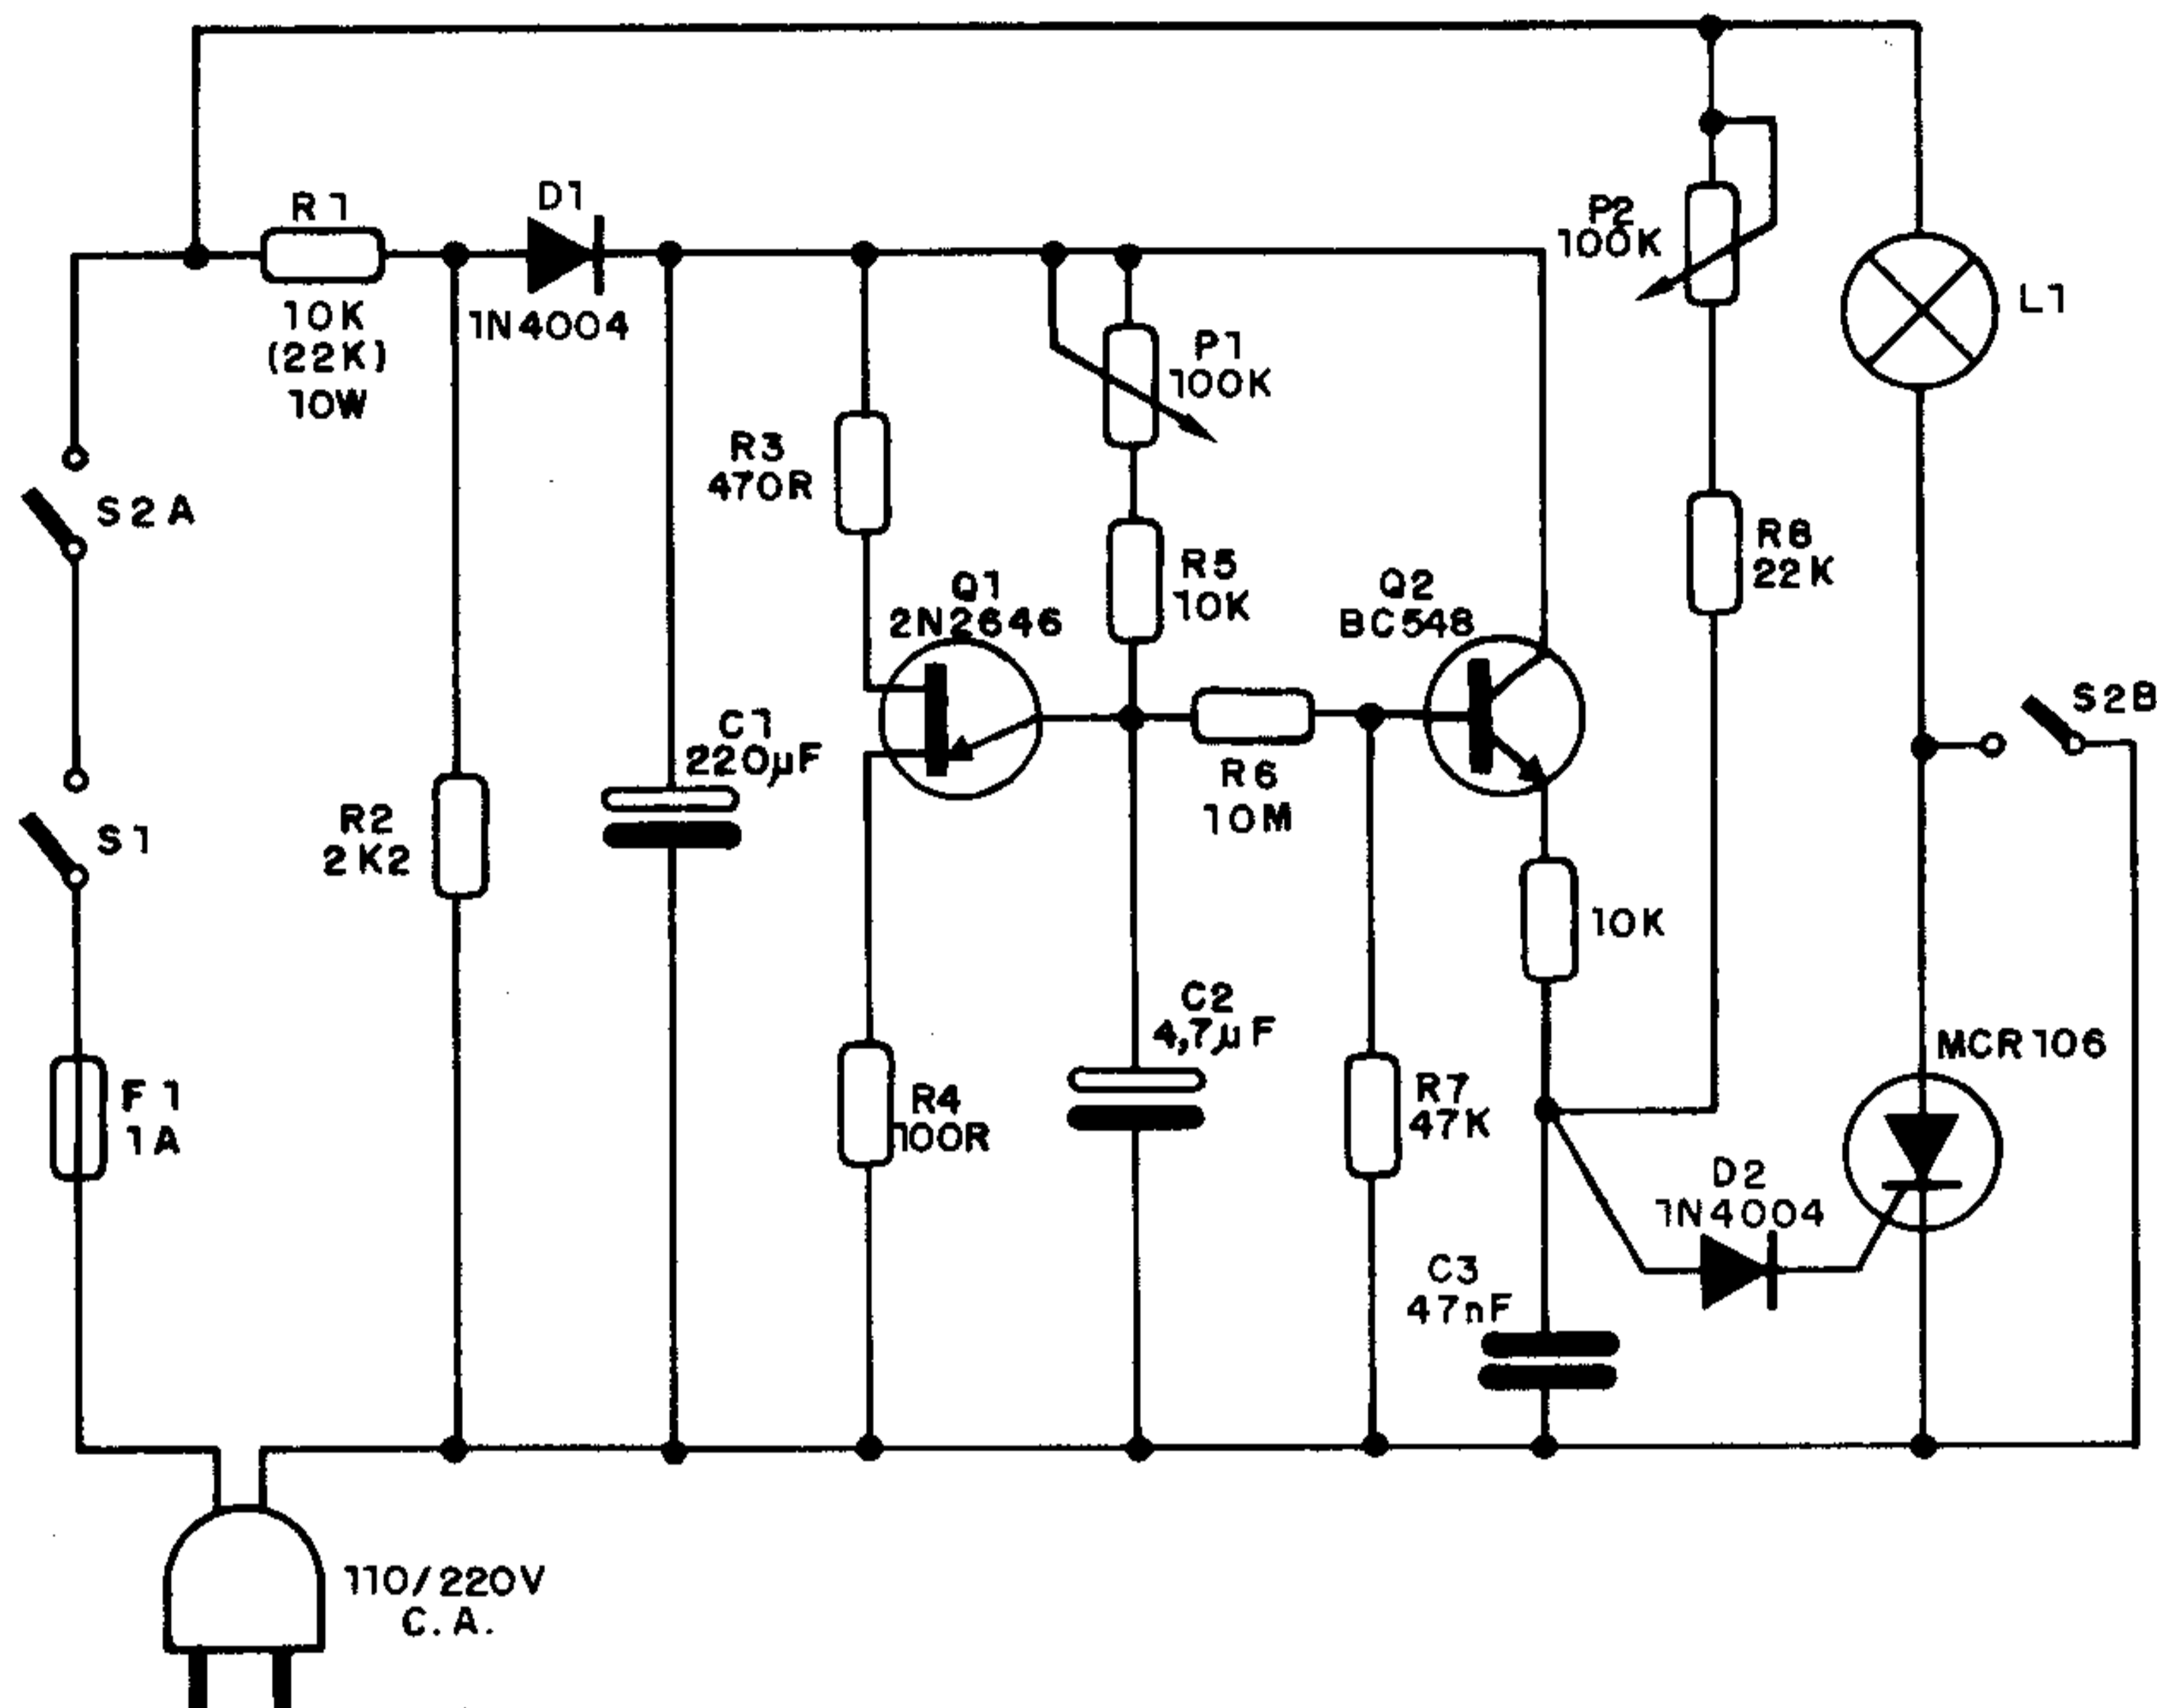 R1
10K
(22K)
10W
D1
1N4004
P2
100K
L1
P1
100K
R3
470R
S2A
R5
10K
R8
22K
Q1
2N2646
Q2
BC548
S2B
C1
220µF
R6
10M
R2
2K2
S1
10K
C2
4,7µF
MCR106
F1
1A
R4
100R
R7
47K
D2
1N4004
C3
47nF
110/220V
C.A.